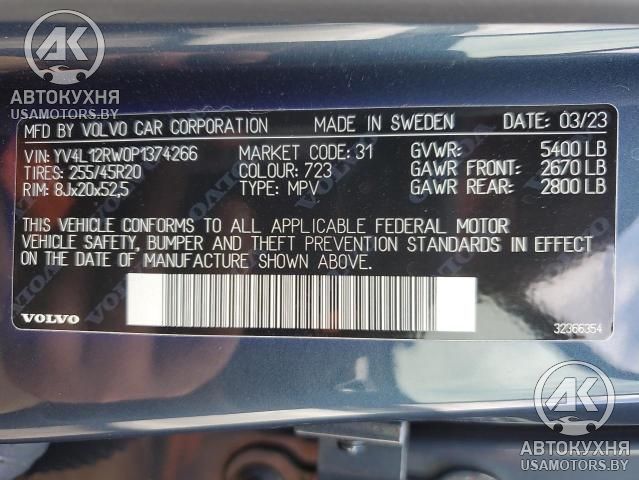 АК
АВТОКУХНЯ
USAMOTORS.BY
MFD BY VOLVO CAR CORPORATION MADE IN SWEDEN DATE: 03/23
VIN: YV4L12RW0P1374266 MARKET CODE: 31 GVWR: 5400 LB
TIRES: 255/45R20 COLOUR: 723 GAWR FRONT: 2670 LB
RIM: 8Jx20x52,5 TYPE: MPV GAWR REAR: 2800 LB
THIS VEHICLE CONFORMS TO ALL APPLICABLE FEDERAL MOTOR
VEHICLE SAFETY, BUMPER AND THEFT PREVENTION STANDARDS IN EFFECT
ON THE DATE OF MANUFACTURE SHOWN ABOVE.
VOLVO 32366354
АК
АВТОКУХНЯ
USAMOTORS.BY